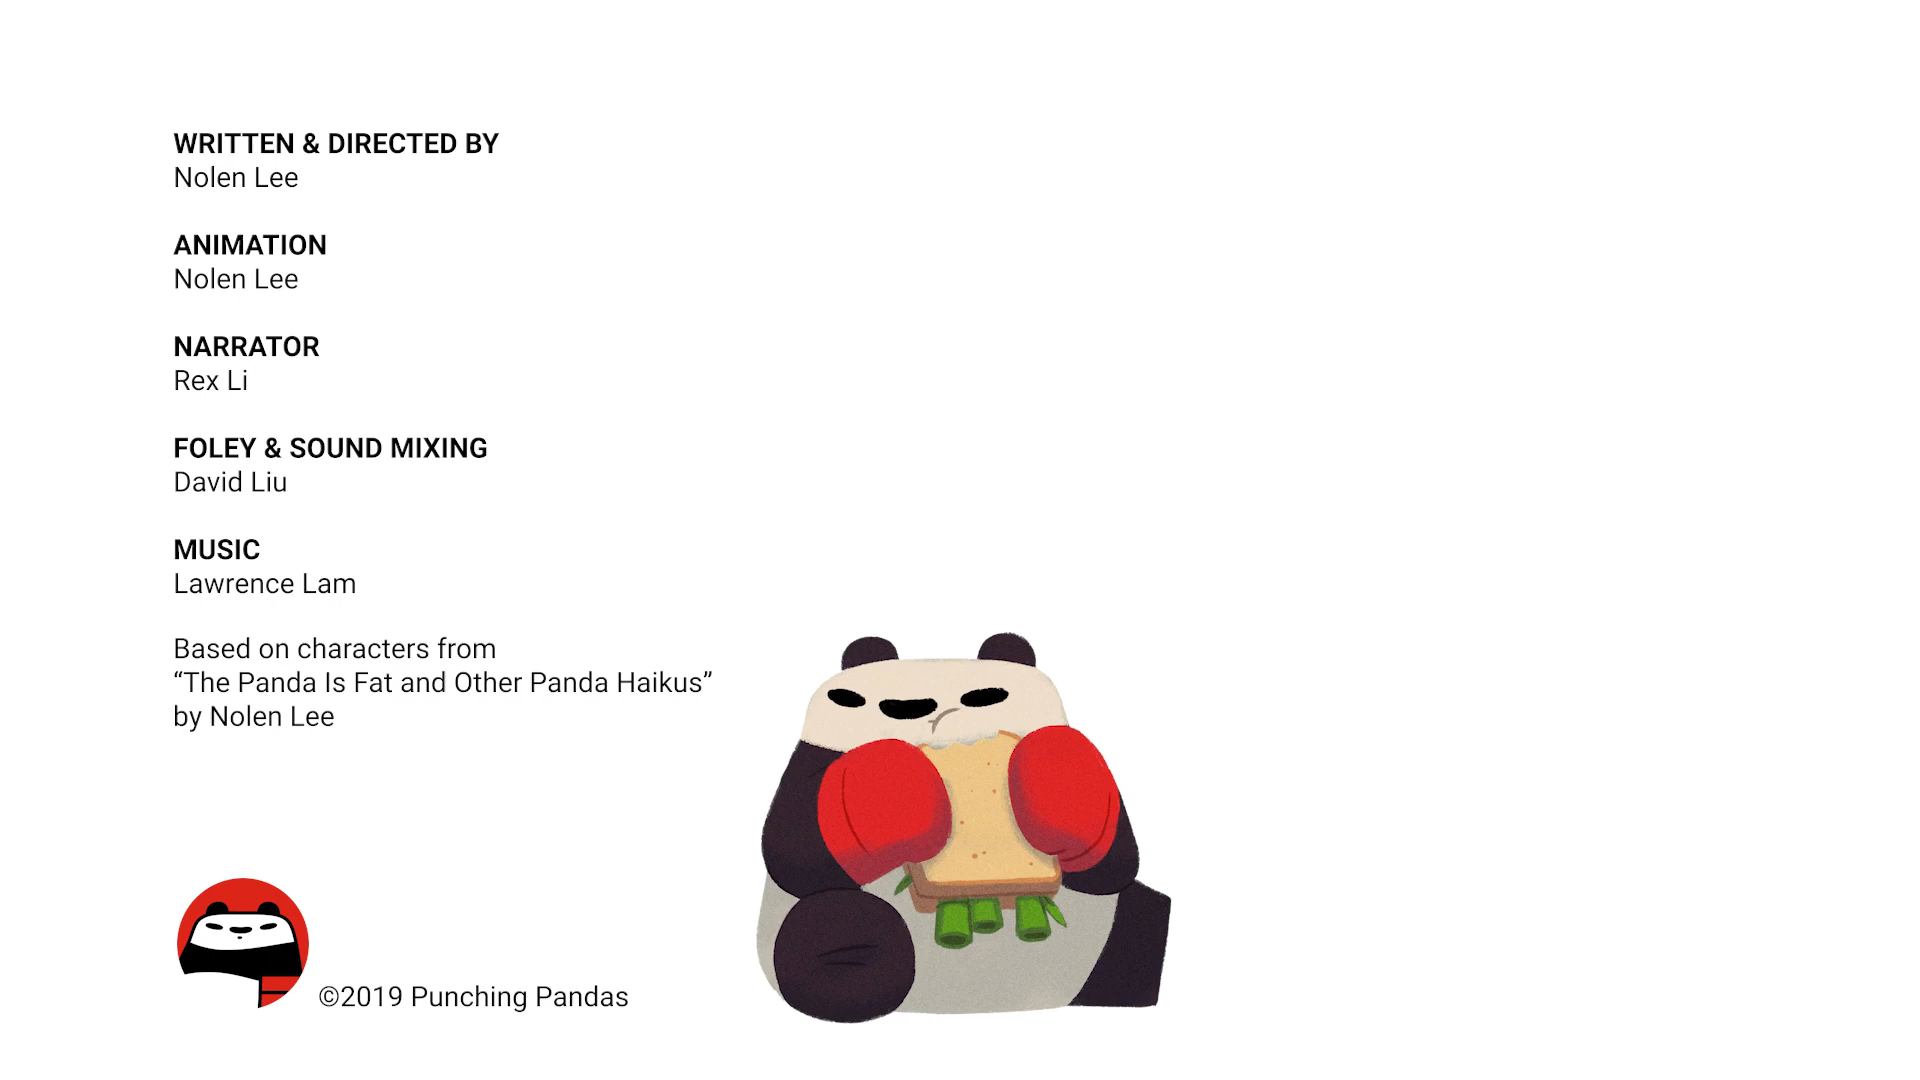 WRITTEN & DIRECTED BY
Nolen Lee
ANIMATION
Nolen Lee
NARRATOR
Rex Li
FOLEY & SOUND MIXING
David Liu
MUSIC
Lawrence Lam
Based on characters from
“The Panda Is Fat and Other Panda Haikus”
by Nolen Lee
©2019 Punching Pandas